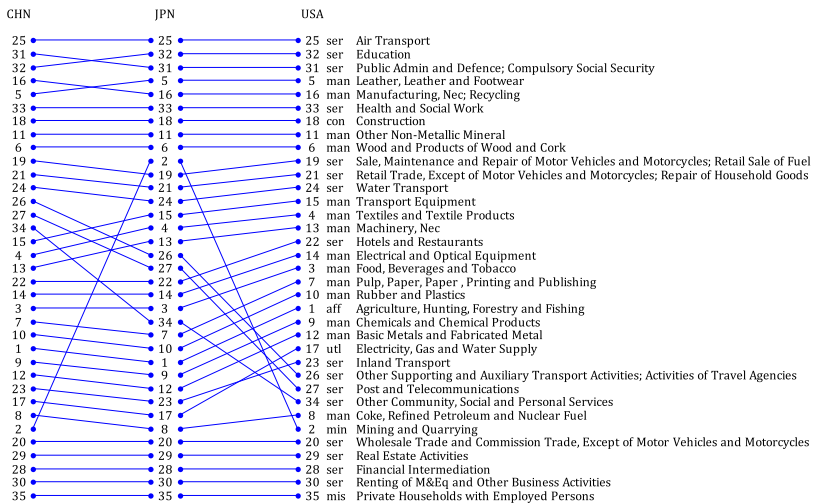 CHN JPN USA
25 25 25 ser Air Transport
31 32 32 ser Education
32 31 31 ser Public Admin and Defence; Compulsory Social Security
16 5 5 man Leather, Leather and Footwear
5 16 16 man Manufacturing, Nec; Recycling
33 33 33 ser Health and Social Work
18 18 18 con Construction
11 11 11 man Other Non-Metallic Mineral
6 6 6 man Wood and Products of Wood and Cork
19 2 19 ser Sale, Maintenance and Repair of Motor Vehicles and Motorcycles; Retail Sale of Fuel
21 19 21 ser Retail Trade, Except of Motor Vehicles and Motorcycles; Repair of Household Goods
24 21 24 ser Water Transport
26 24 15 man Transport Equipment
27 15 4 man Textiles and Textile Products
34 4 13 man Machinery, Nec
15 13 22 ser Hotels and Restaurants
4 26 14 man Electrical and Optical Equipment
13 27 3 man Food, Beverages and Tobacco
22 22 7 man Pulp, Paper, Paper , Printing and Publishing
14 14 10 man Rubber and Plastics
3 3 1 aff Agriculture, Hunting, Forestry and Fishing
7 34 9 man Chemicals and Chemical Products
10 7 12 man Basic Metals and Fabricated Metal
1 10 17 utl Electricity, Gas and Water Supply
9 1 23 ser Inland Transport
12 9 26 ser Other Supporting and Auxiliary Transport Activities; Activities of Travel Agencies
23 12 27 ser Post and Telecommunications
17 23 34 ser Other Community, Social and Personal Services
8 17 8 man Coke, Refined Petroleum and Nuclear Fuel
2 8 2 min Mining and Quarrying
20 20 20 ser Wholesale Trade and Commission Trade, Except of Motor Vehicles and Motorcycles
29 29 29 ser Real Estate Activities
28 28 28 ser Financial Intermediation
30 30 30 ser Renting of M&Eq and Other Business Activities
35 35 35 mis Private Households with Employed Persons